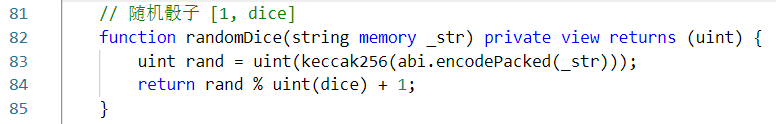 81 // 随机骰子 [1, dice]
82 function randomDice(string memory _str) private view returns (uint) {
83 uint rand = uint(keccak256(abi.encodePacked(_str)));
84 return rand % uint(dice) + 1;
85 }